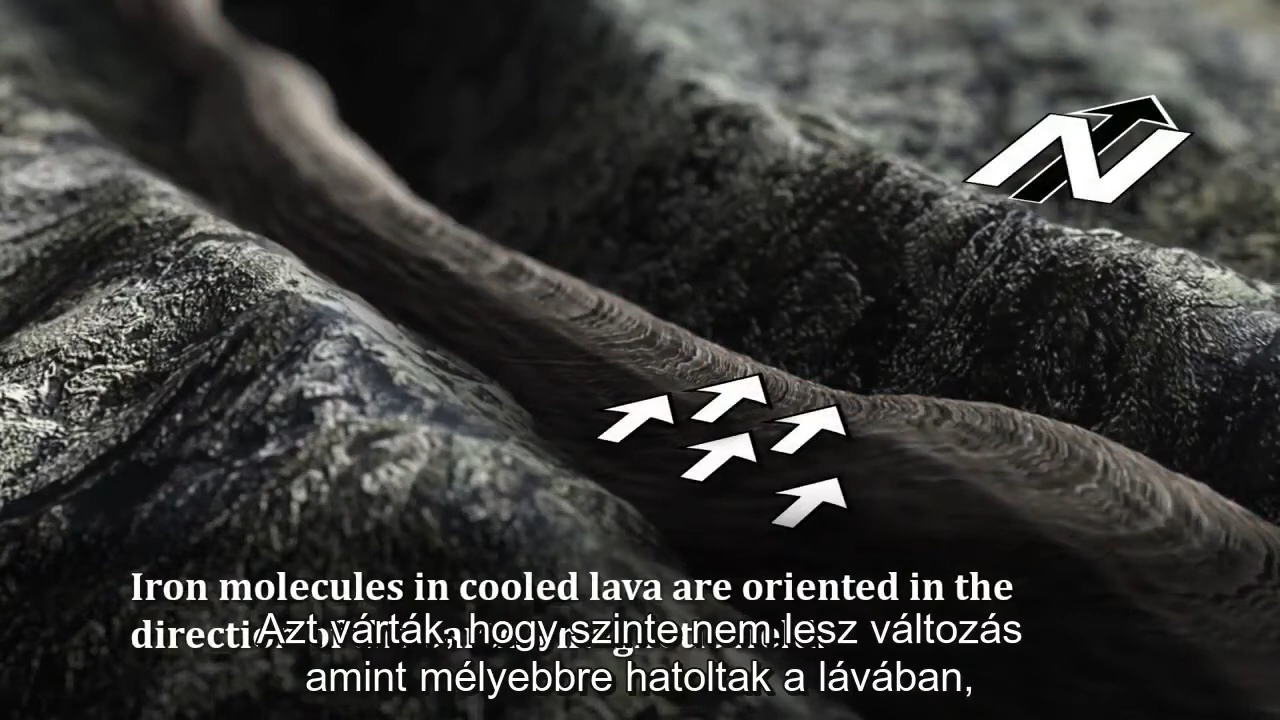 N
Iron molecules in cooled lava are oriented in the
Azt várták, hogy szinte nem lesz változás
amint mélyebbre hatoltak a lávában,